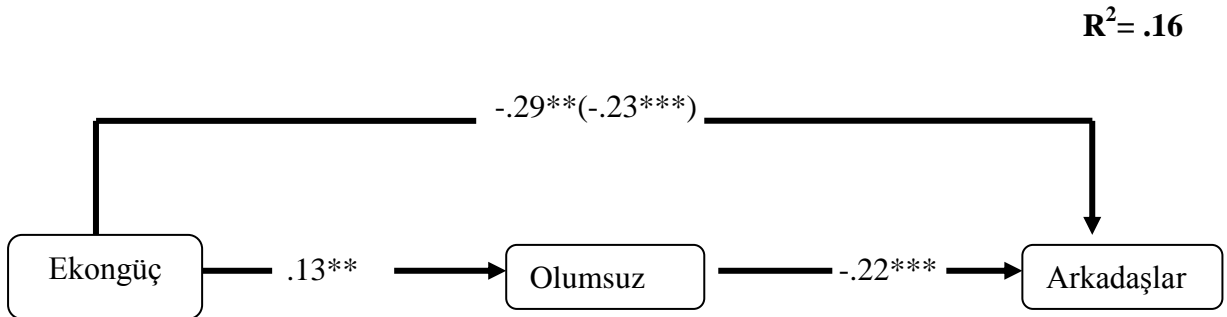 R²= .16
-.29**(-.23***)
Ekongüç
.13**
Olumsuz
-.22***
Arkadaşlar